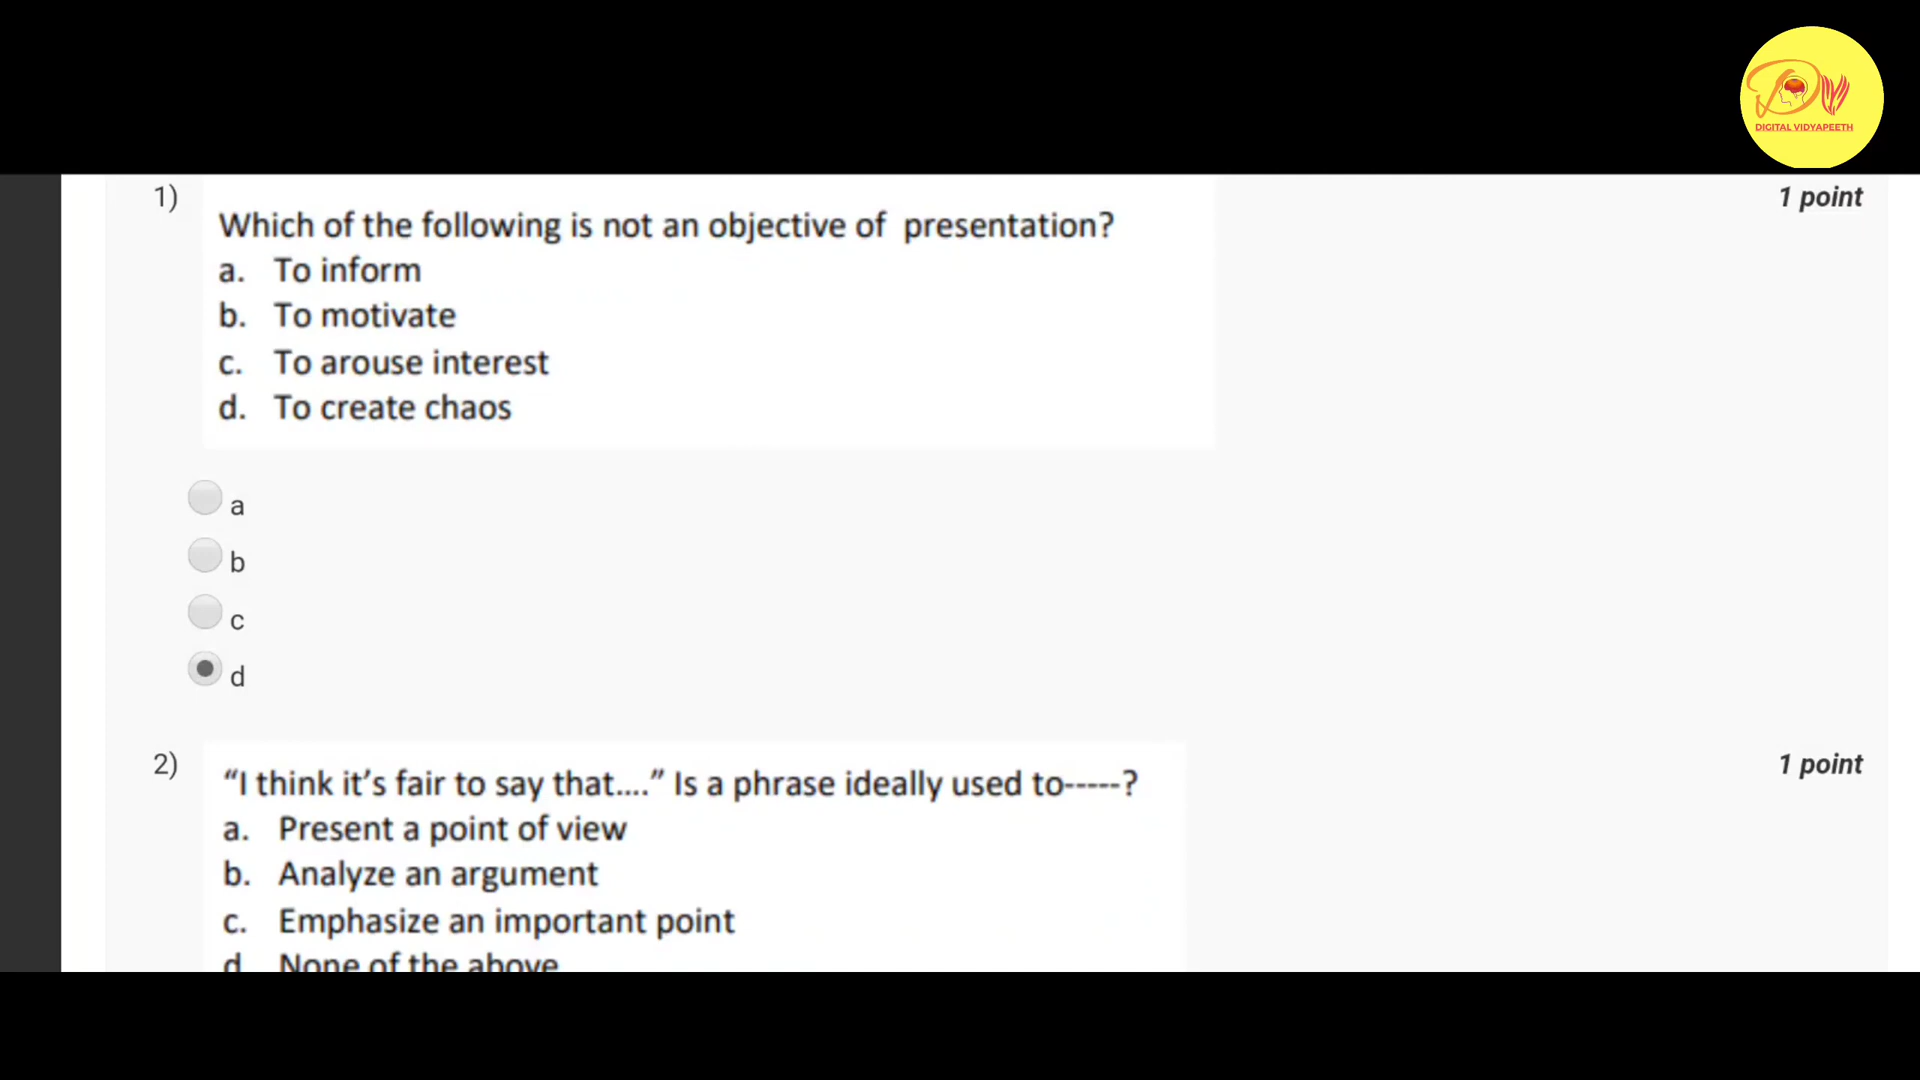 DIGITAL VIDYAPEETH
1) 1 point
Which of the following is not an objective of presentation?
a. To inform
b. To motivate
c. To arouse interest
d. To create chaos
a
b
c
d
2) 1 point
“I think it’s fair to say that....” Is a phrase ideally used to-----?
a. Present a point of view
b. Analyze an argument
c. Emphasize an important point
d None of the above